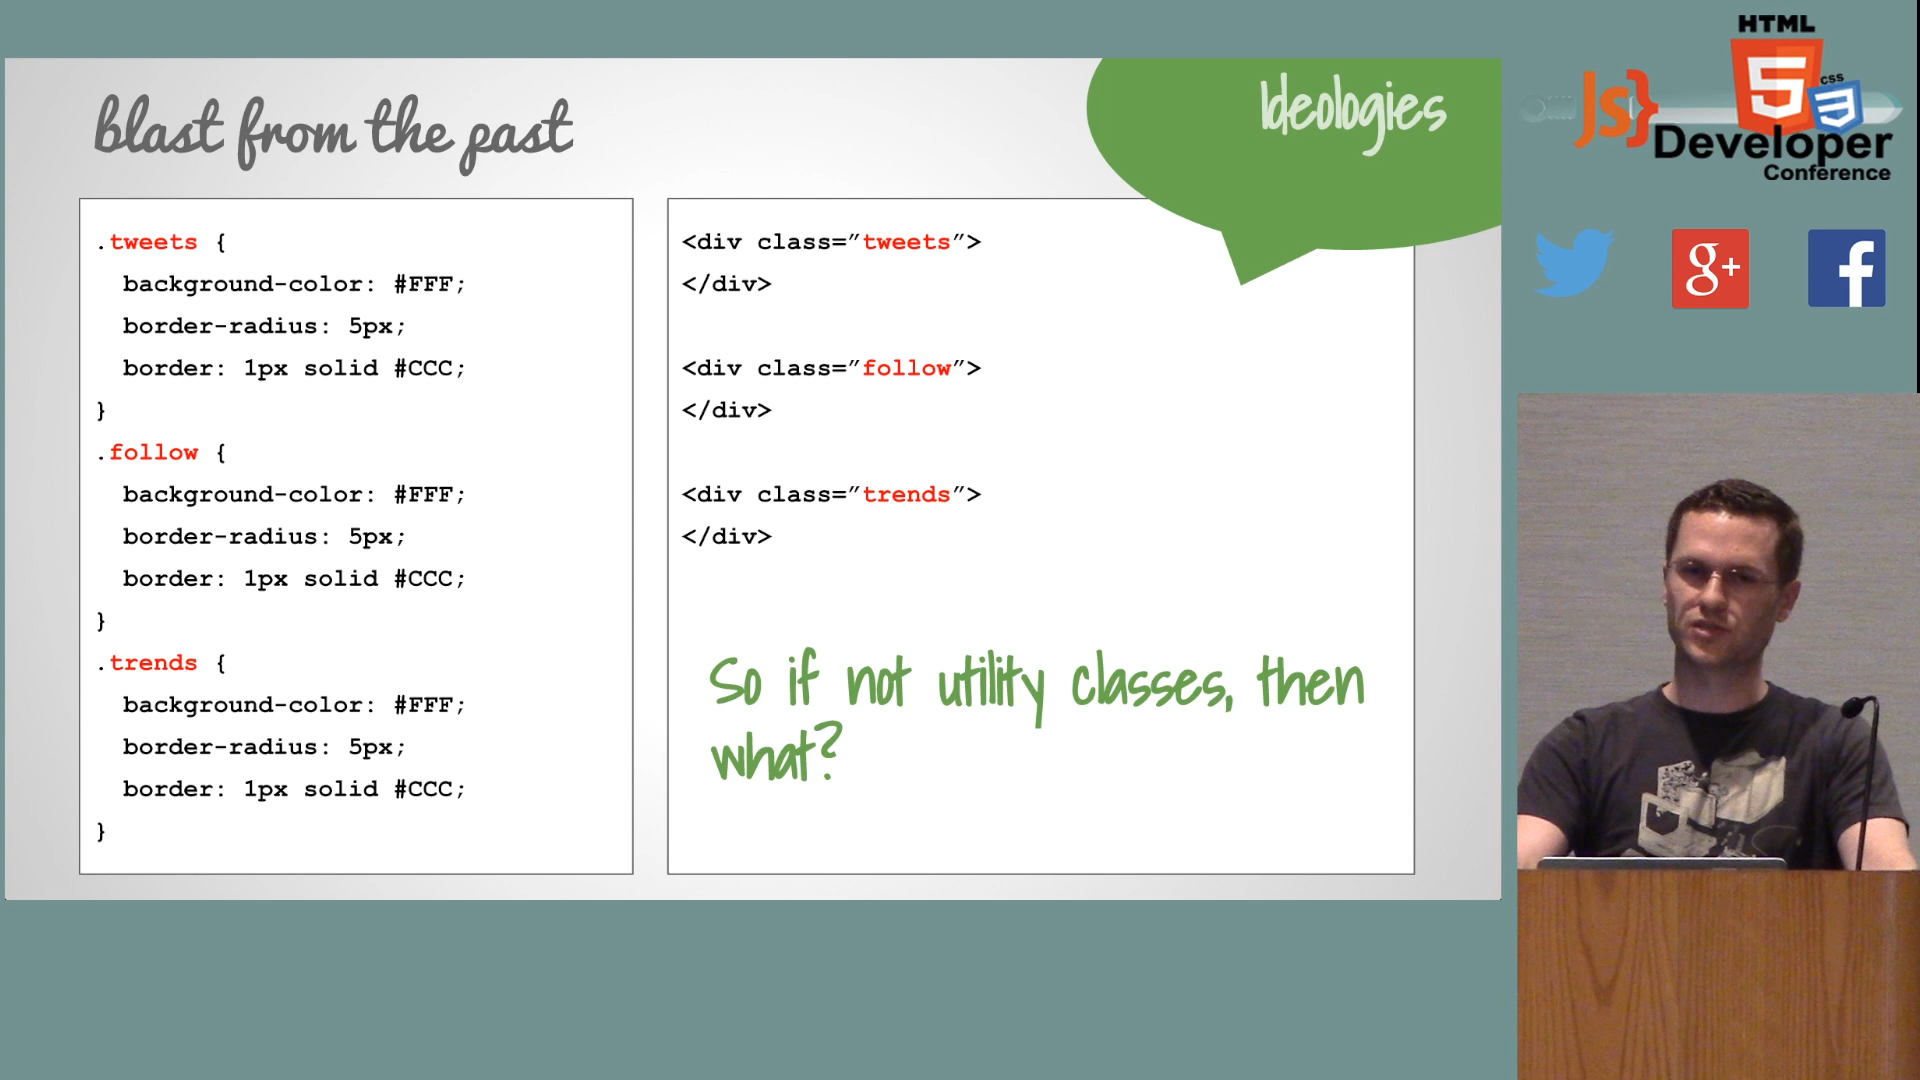 blast from the past
Ideologies
.tweets {
background-color: #FFF;
border-radius: 5px;
border: 1px solid #CCC;
}
.follow {
background-color: #FFF;
border-radius: 5px;
border: 1px solid #CCC;
}
.trends {
background-color: #FFF;
border-radius: 5px;
border: 1px solid #CCC;
}
<div class=”tweets”>
</div>
<div class=”follow”>
</div>
<div class=”trends”>
</div>
So if not utility classes, then
what?
HTML
5
CSS
3
JS}
Developer
Conference
g+
f